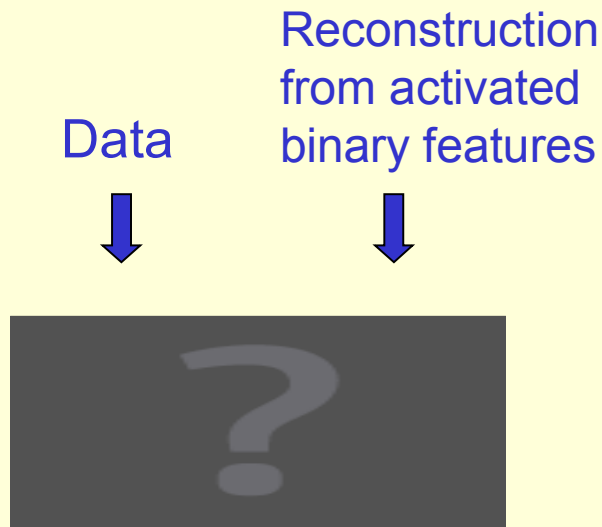 Data
Reconstruction
from activated
binary features
?